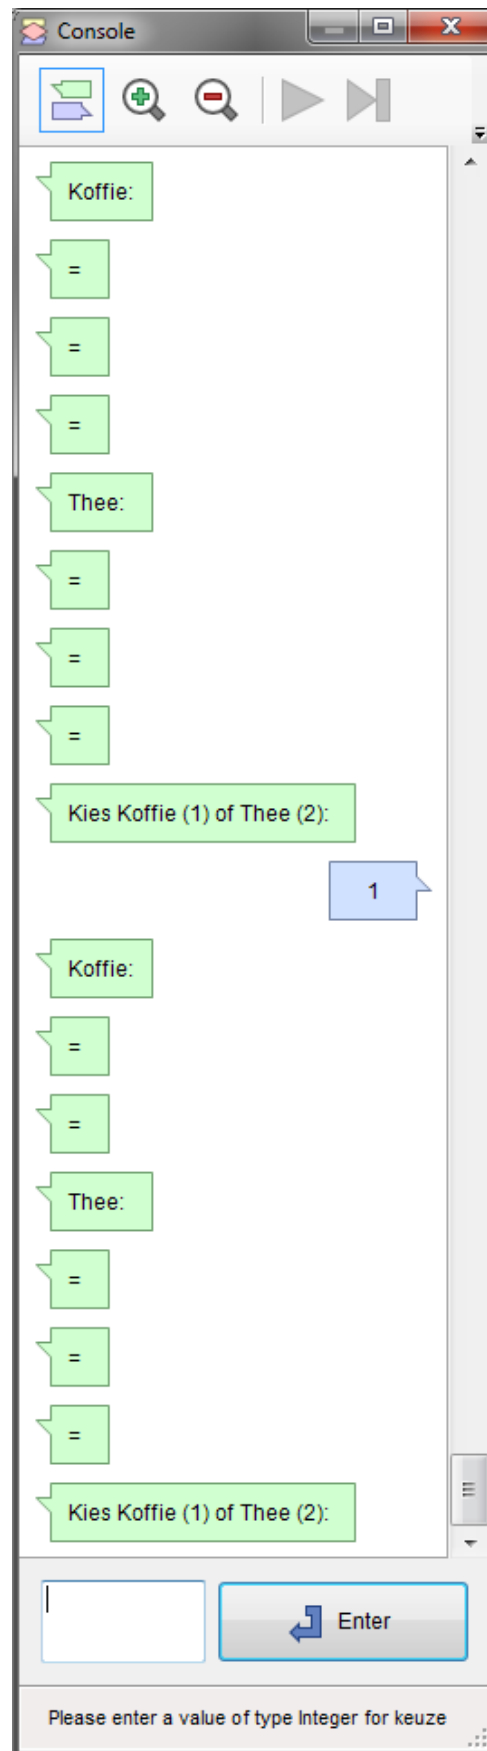 Console
Koffie:
=
=
=
Thee:
=
=
=
Kies Koffie (1) of Thee (2):
1
Koffie:
=
=
Thee:
=
=
=
Kies Koffie (1) of Thee (2):
Enter
Please enter a value of type Integer for keuze